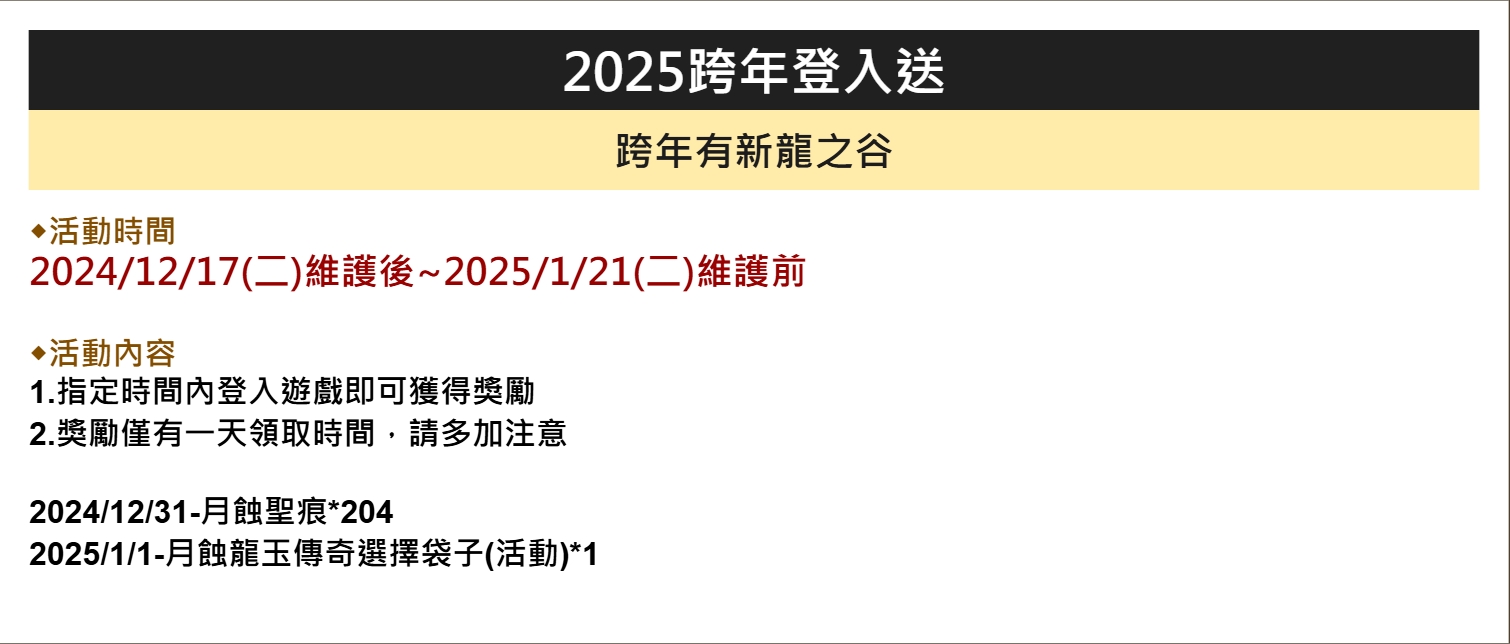 2025跨年登入送
跨年有新龍之谷
◆活動時間
2024/12/17(二)維護後~2025/1/21(二)維護前
◆活動內容
1.指定時間內登入遊戲即可獲得獎勵
2.獎勵僅有一天領取時間，請多加注意
2024/12/31-月蝕聖痕*204
2025/1/1-月蝕龍玉傳奇選擇袋子(活動)*1